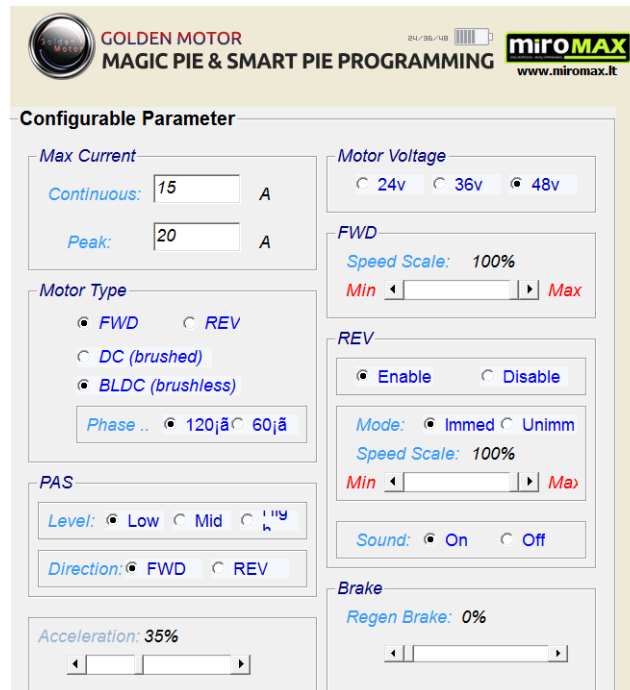 GOLDEN MOTOR
24/36/48
MAGIC PIE & SMART PIE PROGRAMMING
miroMAX
www.miromax.lt
Configurable Parameter
Max Current
Continuous: 15 A
Peak: 20 A
Motor Type
FWD REV
DC (brushed)
BLDC (brushless)
Phase .. 120¡ã 60¡ã
PAS
Level: Low Mid
Direction: FWD REV
Acceleration: 35%
Motor Voltage
24v 36v 48v
FWD
Speed Scale: 100%
Min Max
REV
Enable Disable
Mode: Immed Unimm
Speed Scale: 100%
Min Max
Sound: On Off
Brake
Regen Brake: 0%